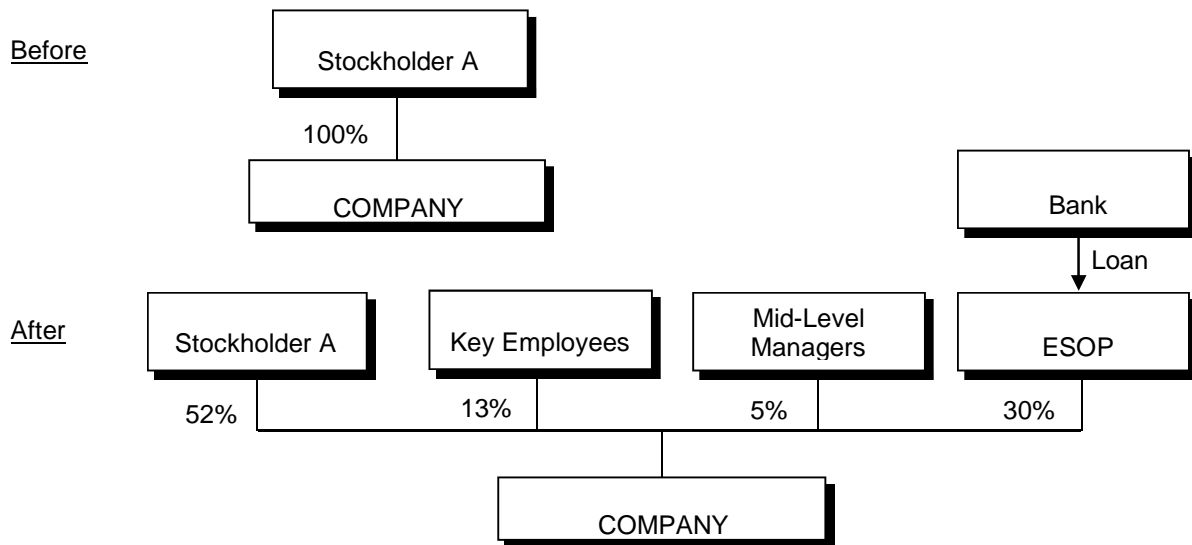 Before
Stockholder A
100%
COMPANY
Bank
Loan
After
Stockholder A
Key Employees
Mid-Level
Managers
ESOP
52%
13%
5%
30%
COMPANY